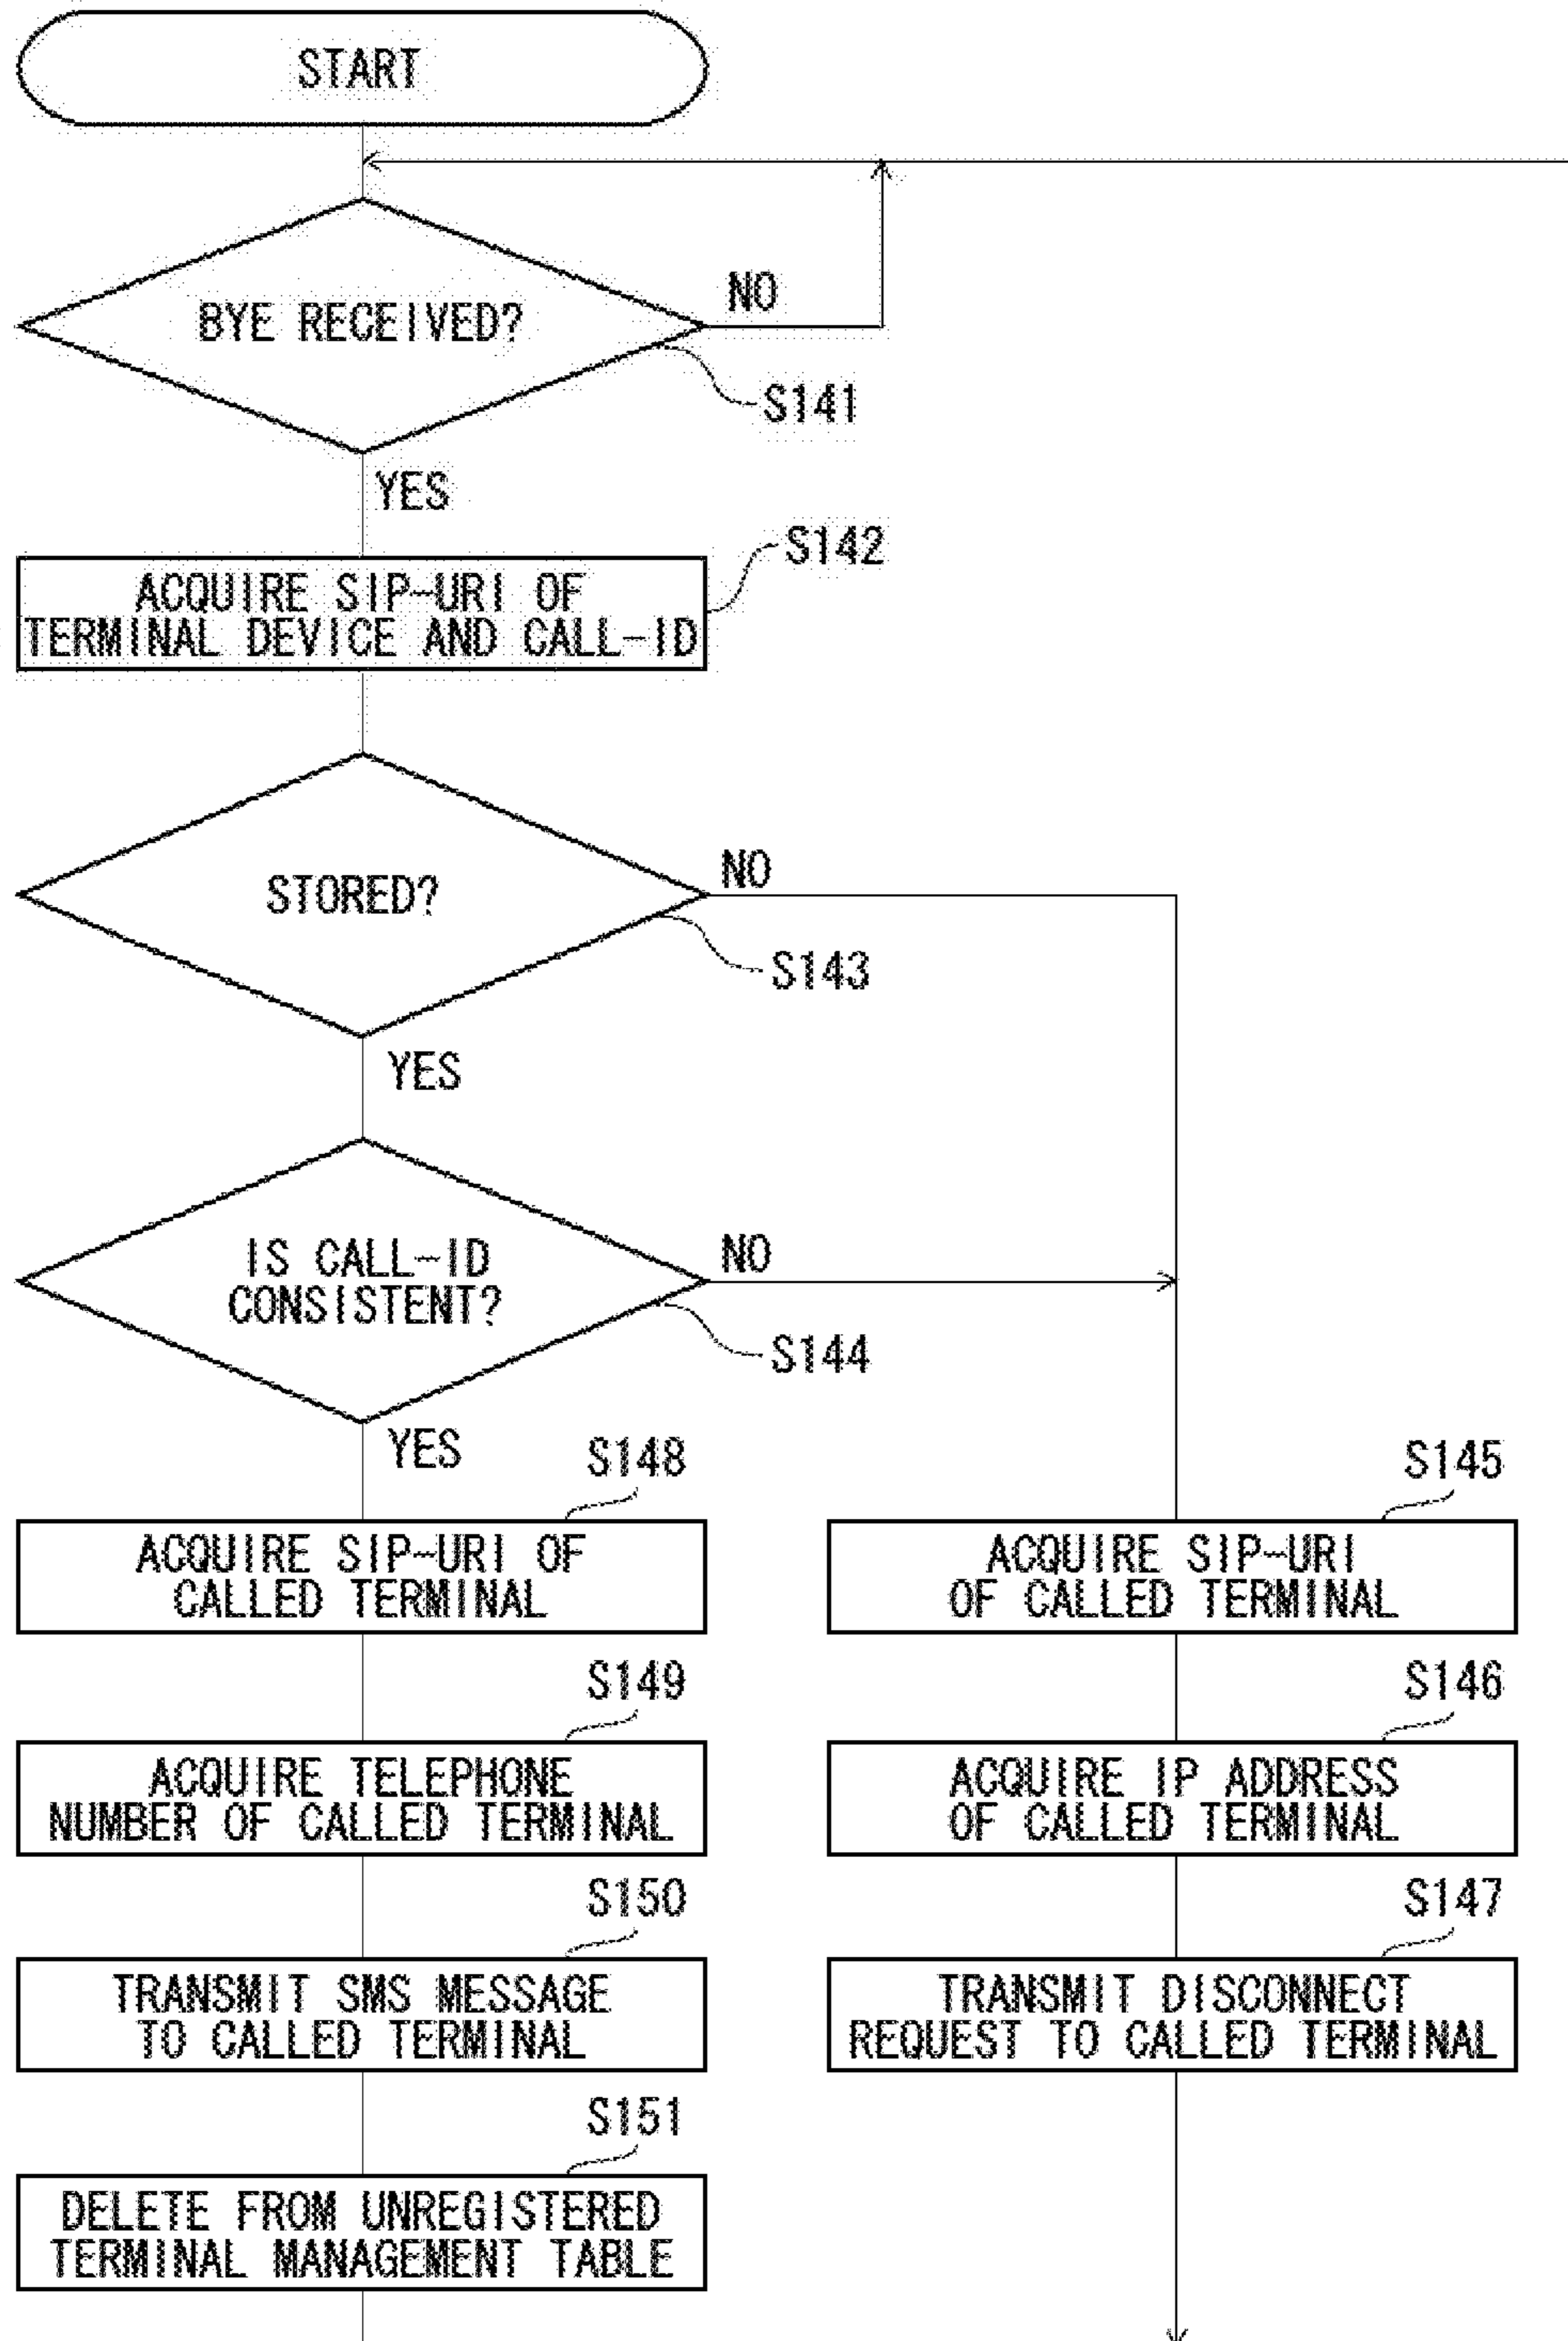 START
BYE RECEIVED?
NO
S141
YES
S142
ACQUIRE SIP-URI OF
TERMINAL DEVICE AND CALL-ID
STORED?
NO
S143
YES
IS CALL-ID
CONSISTENT?
NO
S144
YES
S148
ACQUIRE SIP-URI OF
CALLED TERMINAL
S149
ACQUIRE TELEPHONE
NUMBER OF CALLED TERMINAL
S150
TRANSMIT SMS MESSAGE
TO CALLED TERMINAL
S151
DELETE FROM UNREGISTERED
TERMINAL MANAGEMENT TABLE
S145
ACQUIRE SIP-URI
OF CALLED TERMINAL
S146
ACQUIRE IP ADDRESS
OF CALLED TERMINAL
S147
TRANSMIT DISCONNECT
REQUEST TO CALLED TERMINAL